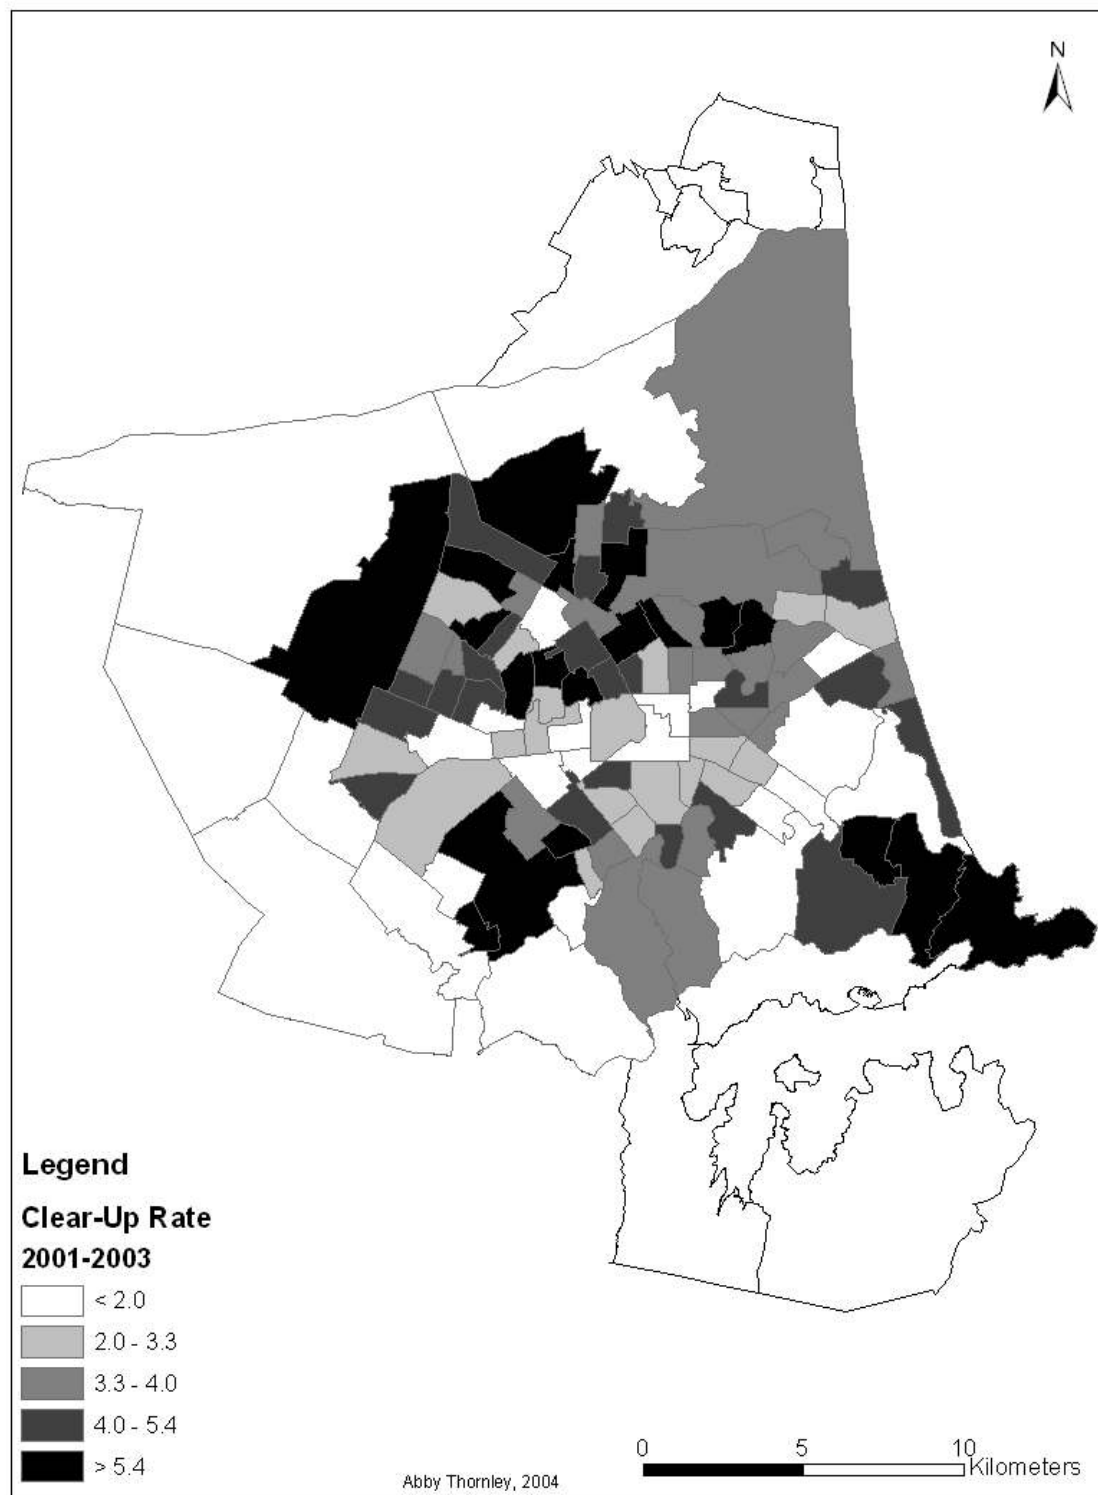 N
Legend
Clear-Up Rate
2001-2003
< 2.0
2.0 - 3.3
3.3 - 4.0
4.0 - 5.4
> 5.4
Abby Thornley, 2004
0 5 10
Kilometers